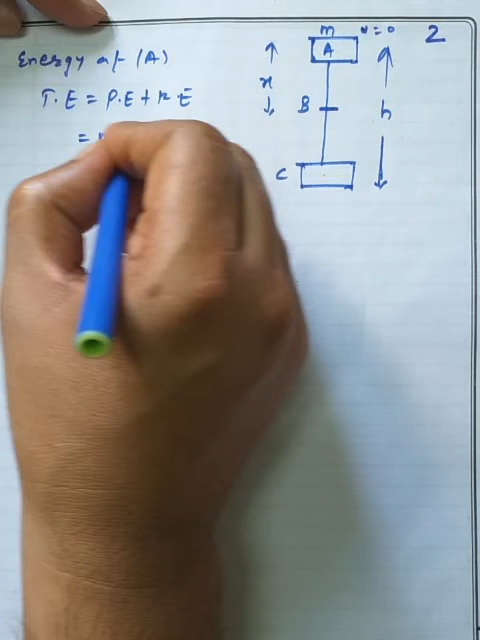 m u=0 2
Energy at (A)
A
x
T.E = P.E + K.E
B h
=
C